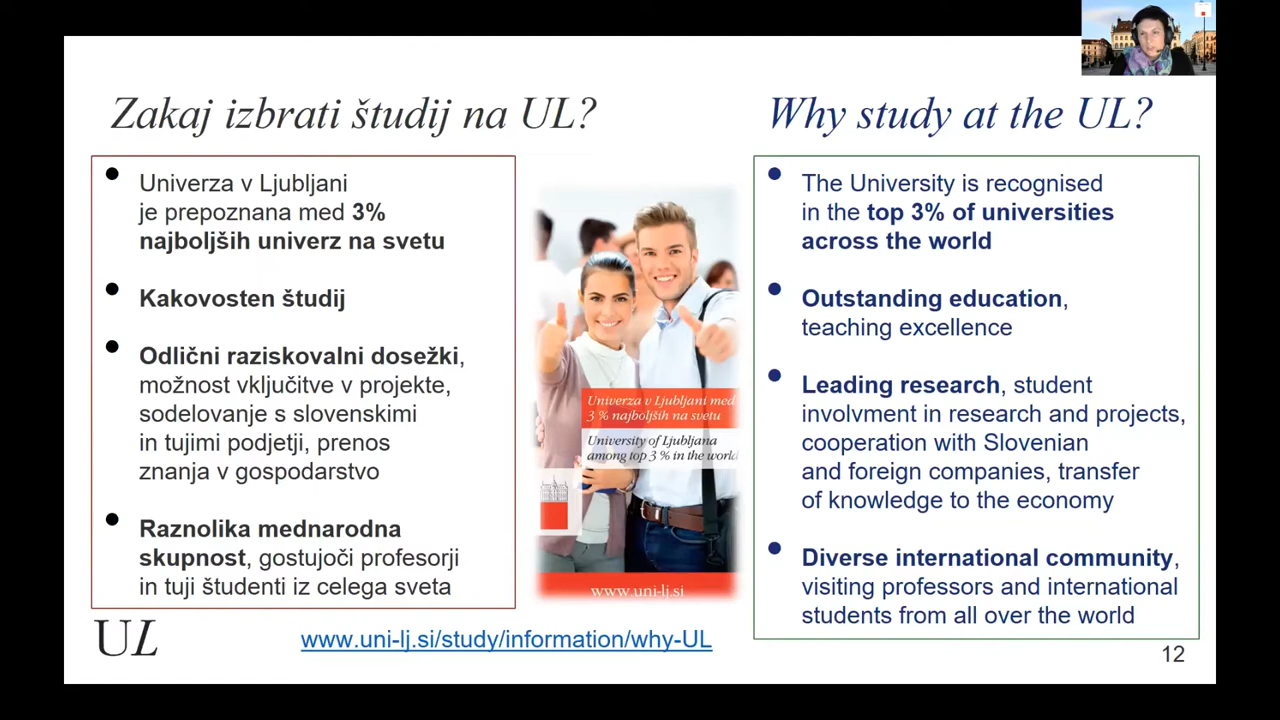 Zakaj izbrati študij na UL?
Univerza v Ljubljani
je prepoznana med 3%
najboljših univerz na svetu
Kakovosten študij
Odlični raziskovalni dosežki,
možnost vključitve v projekte,
sodelovanje s slovenskimi
in tujimi podjetji, prenos
znanja v gospodarstvo
Raznolika mednarodna
skupnost, gostujoči profesorji
in tuji študenti iz celega sveta
Univerza v Ljubljani med
3 % najboljših na svetu
University of Ljubljana
among top 3 % in the world
www.uni-lj.si
Why study at the UL?
The University is recognised
in the top 3% of universities
across the world
Outstanding education,
teaching excellence
Leading research, student
involvment in research and projects,
cooperation with Slovenian
and foreign companies, transfer
of knowledge to the economy
Diverse international community,
visiting professors and international
students from all over the world
UL
www.uni-lj.si/study/information/why-UL
12